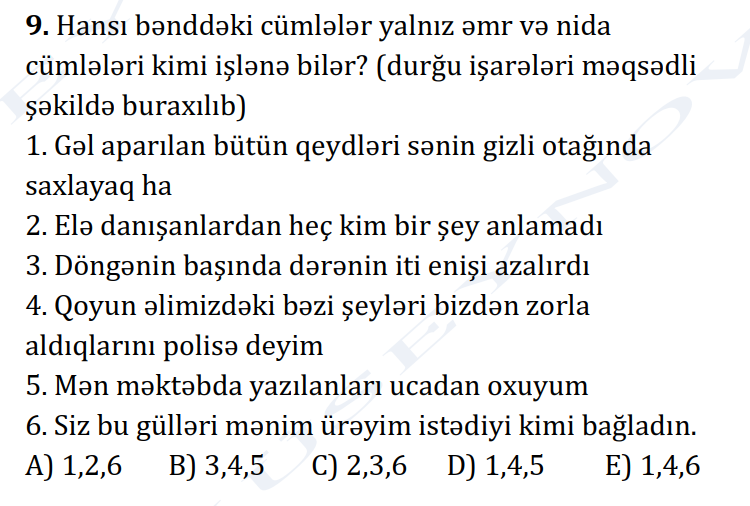 9. Hansı bənddəki cümlələr yalnız əmr və nida
cümlələri kimi işlənə bilər? (durğu işarələri məqsədli
şəkildə buraxılıb)
1. Gəl aparılan bütün qeydləri sənin gizli otağında
saxlayaq ha
2. Elə danışanlardan heç kim bir şey anlamadı
3. Döngənin başında dərənin iti enişi azalırdı
4. Qoyun əlimizdəki bəzi şeyləri bizdən zorla
aldıqlarını polisə deyim
5. Mən məktəbda yazılanları ucadan oxuyum
6. Siz bu gülləri mənim ürəyim istədiyi kimi bağladın.
A) 1,2,6 B) 3,4,5 C) 2,3,6 D) 1,4,5 E) 1,4,6